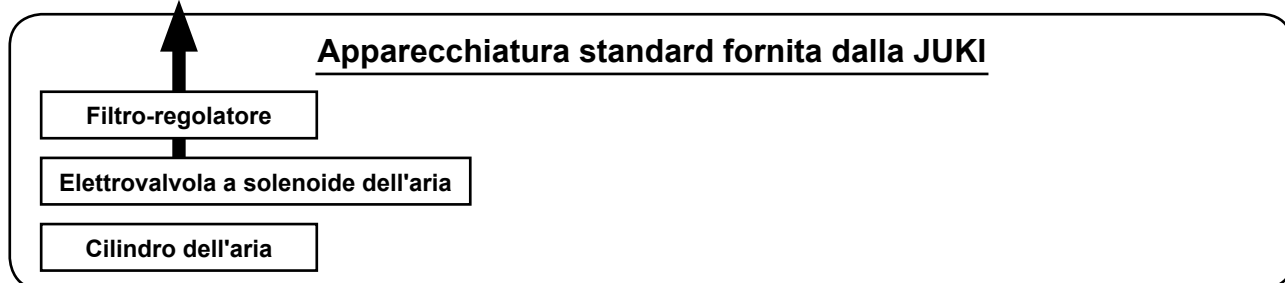 Apparecchiatura standard fornita dalla JUKI
Filtro-regolatore
Elettrovalvola a solenoide dell'aria
Cilindro dell'aria